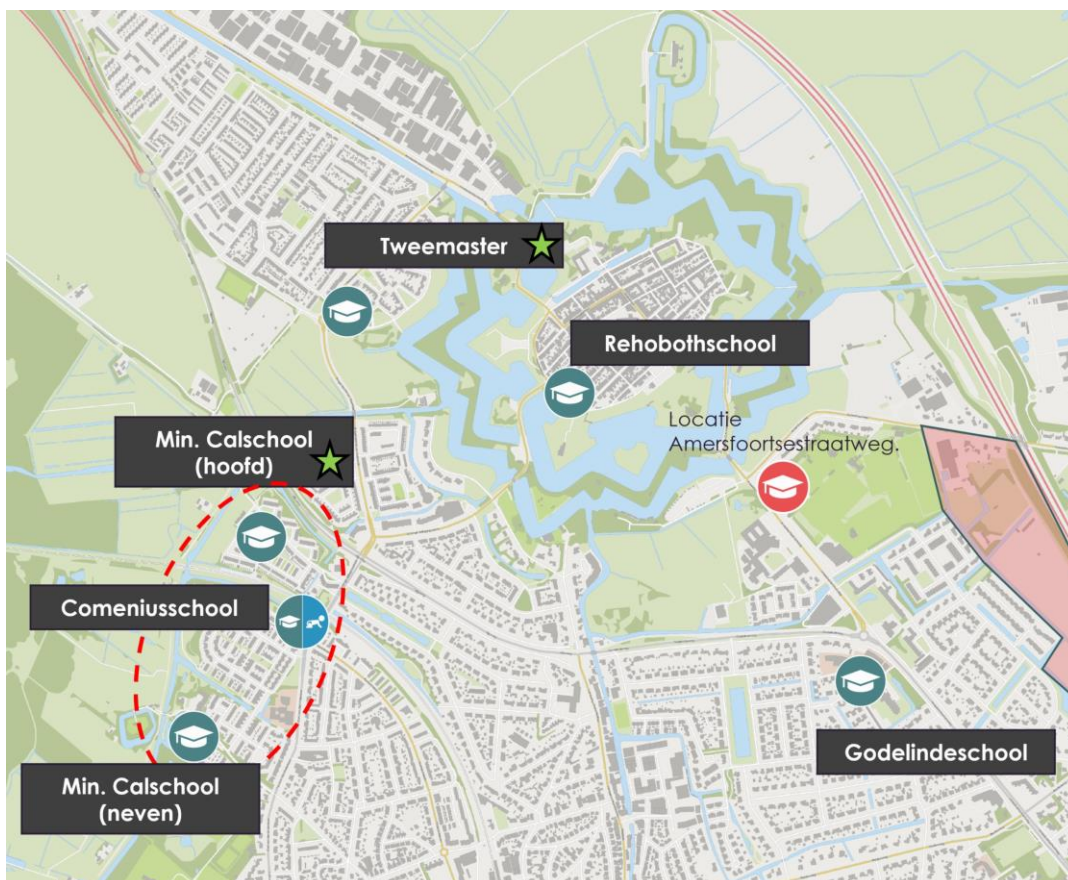 Tweemaster
Rehobothschool
Locatie
Amersfoortsestraatweg.
Min. Calschool
(hoofd)
Comeniusschool
Godelindeschool
Min. Calschool
(neven)